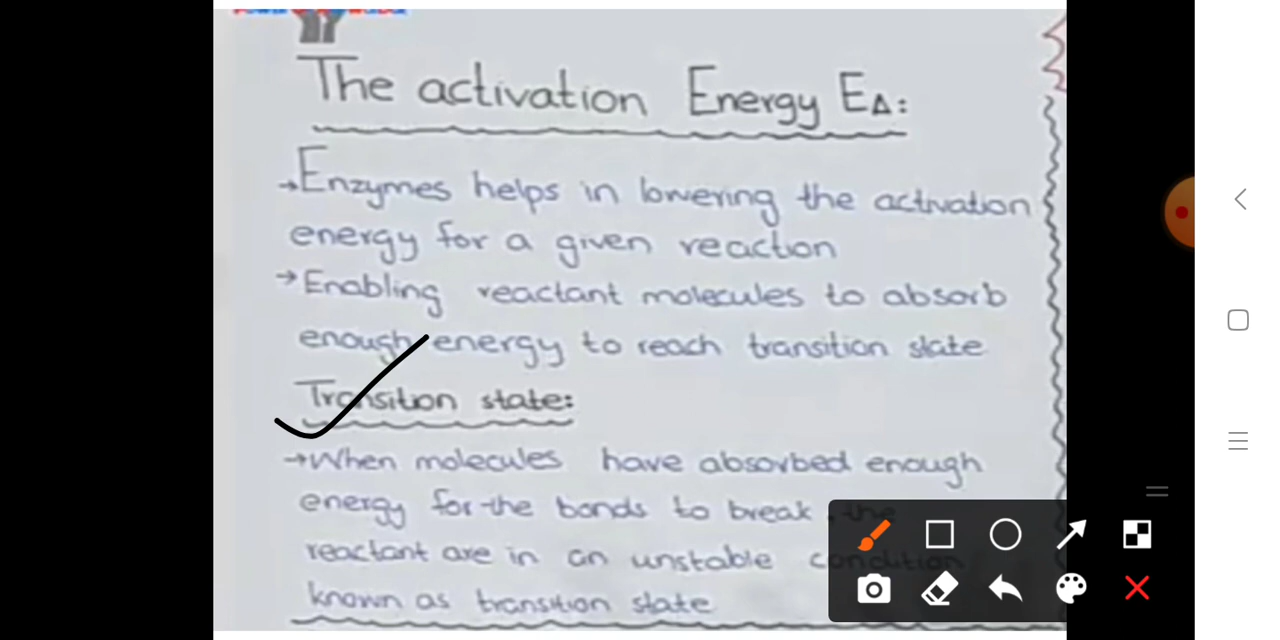 The activation Energy EA:
→Enzymes helps in lowering the activation
energy for a given reaction
→Enabling reactant molecules to absorb
enough energy to reach transition state
Transition state:
→When molecules have absorbed enough
energy for the bonds to break, the
reactant are in an unstable condition
known as transition state